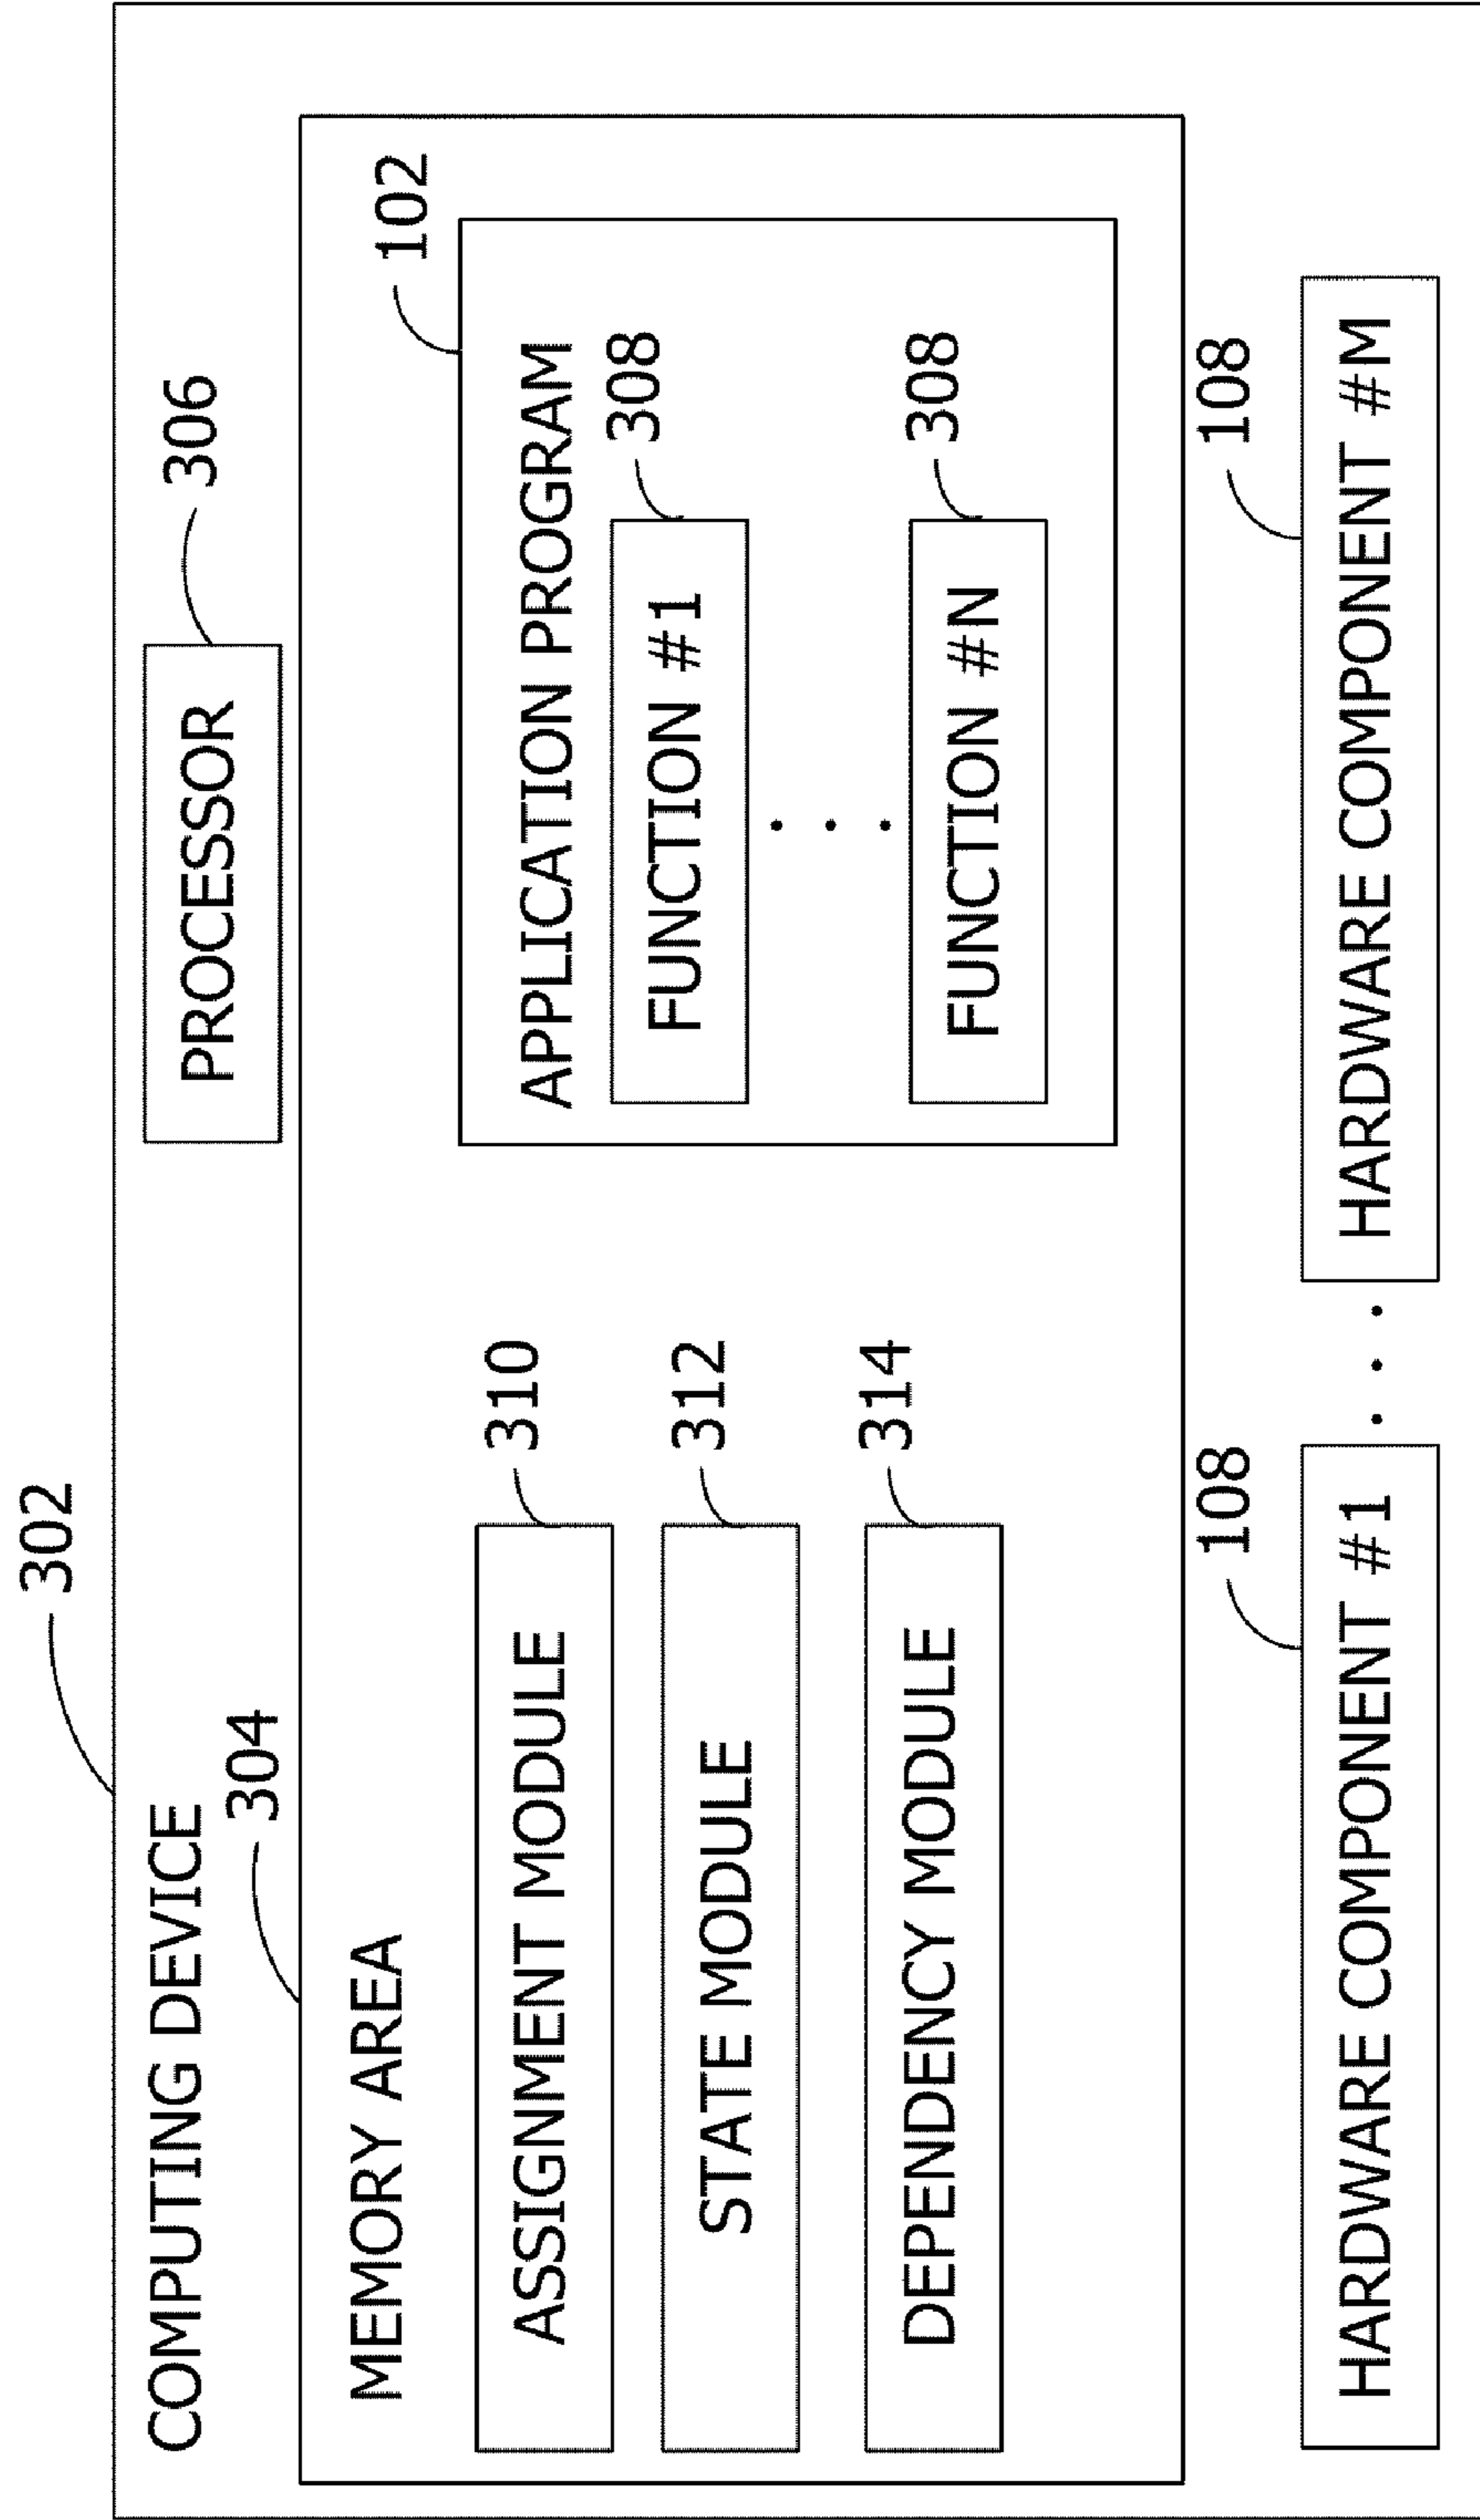 302
COMPUTING DEVICE
PROCESSOR
306
304
MEMORY AREA
102
APPLICATION PROGRAM
ASSIGNMENT MODULE
310
FUNCTION #1
308
STATE MODULE
312
. . .
DEPENDENCY MODULE
314
FUNCTION #N
308
108
HARDWARE COMPONENT #1
. . .
108
HARDWARE COMPONENT #M